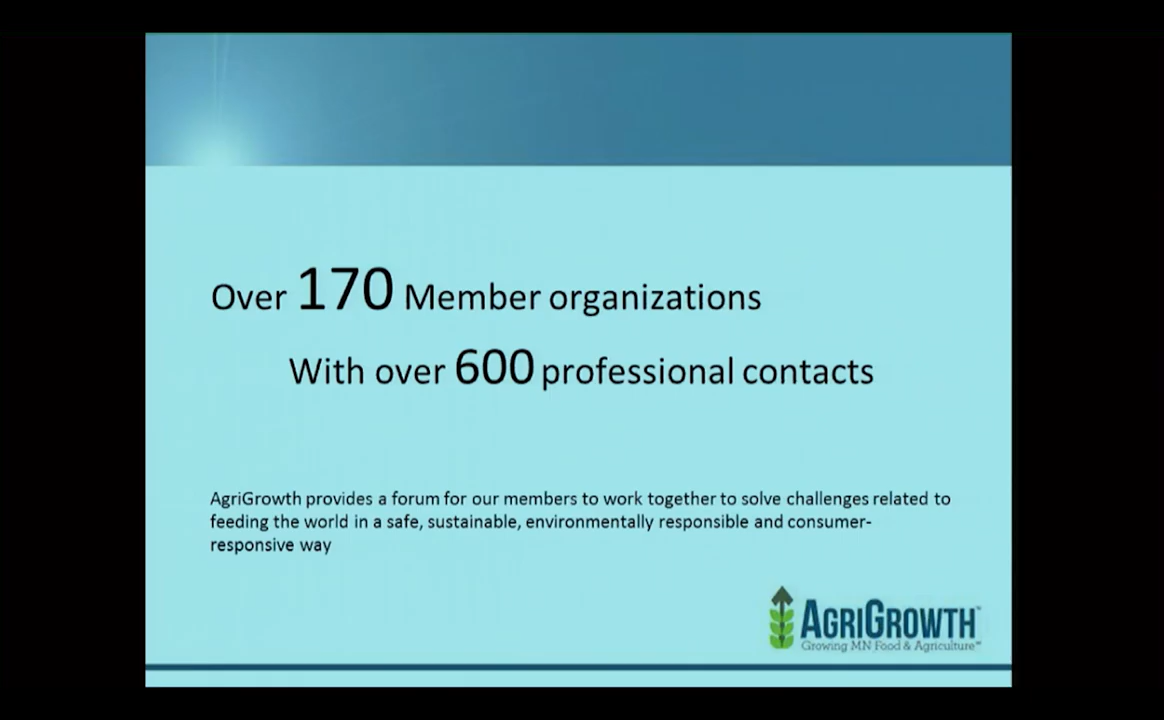 Over 170 Member organizations
With over 600 professional contacts
AgriGrowth provides a forum for our members to work together to solve challenges related to
feeding the world in a safe, sustainable, environmentally responsible and consumer-
responsive way
AGRIGROWTH™
Growing MN Food & Agriculture™